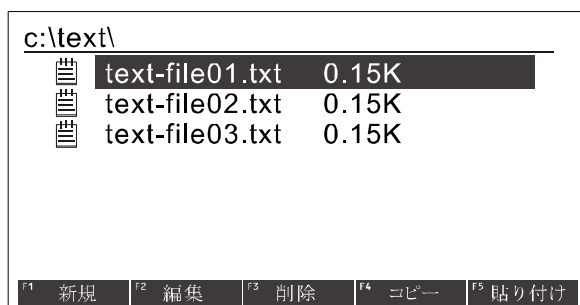 c:\text\
text-file01.txt 0.15K
text-file02.txt 0.15K
text-file03.txt 0.15K
F1 新規 F2 編集 F3 削除 F4 コピー F5 貼り付け